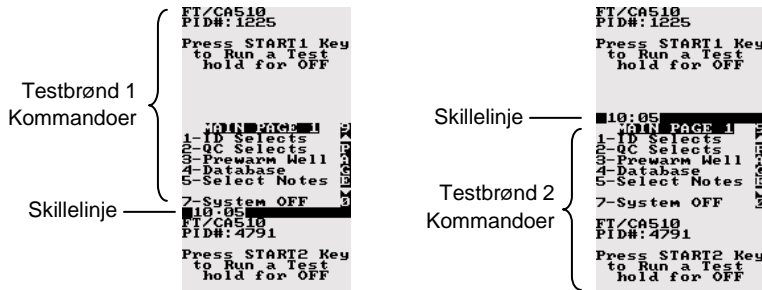 Testbrønd 1
Kommandoer
Skillelinje
FT/CA510
PID#:1225
Press START1 Key
to Run a Test
hold for OFF
MAIN PAGE 1 9
1-ID Selects
2-QC Selects P
3-Prewarm Well A
4-Database G
5-Select Notes E
7-System OFF 0
10:05
FT/CA510
PID#:4791
Press START2 Key
to Run a Test
hold for OFF
Skillelinje
Testbrønd 2
Kommandoer
FT/CA510
PID#:1225
Press START1 Key
to Run a Test
hold for OFF
10:05
MAIN PAGE 1
1-ID Selects
2-QC Selects
3-Prewarm Well
4-Database
5-Select Notes
7-System OFF
FT/CA510
PID#:4791
Press START2 Key
to Run a Test
hold for OFF